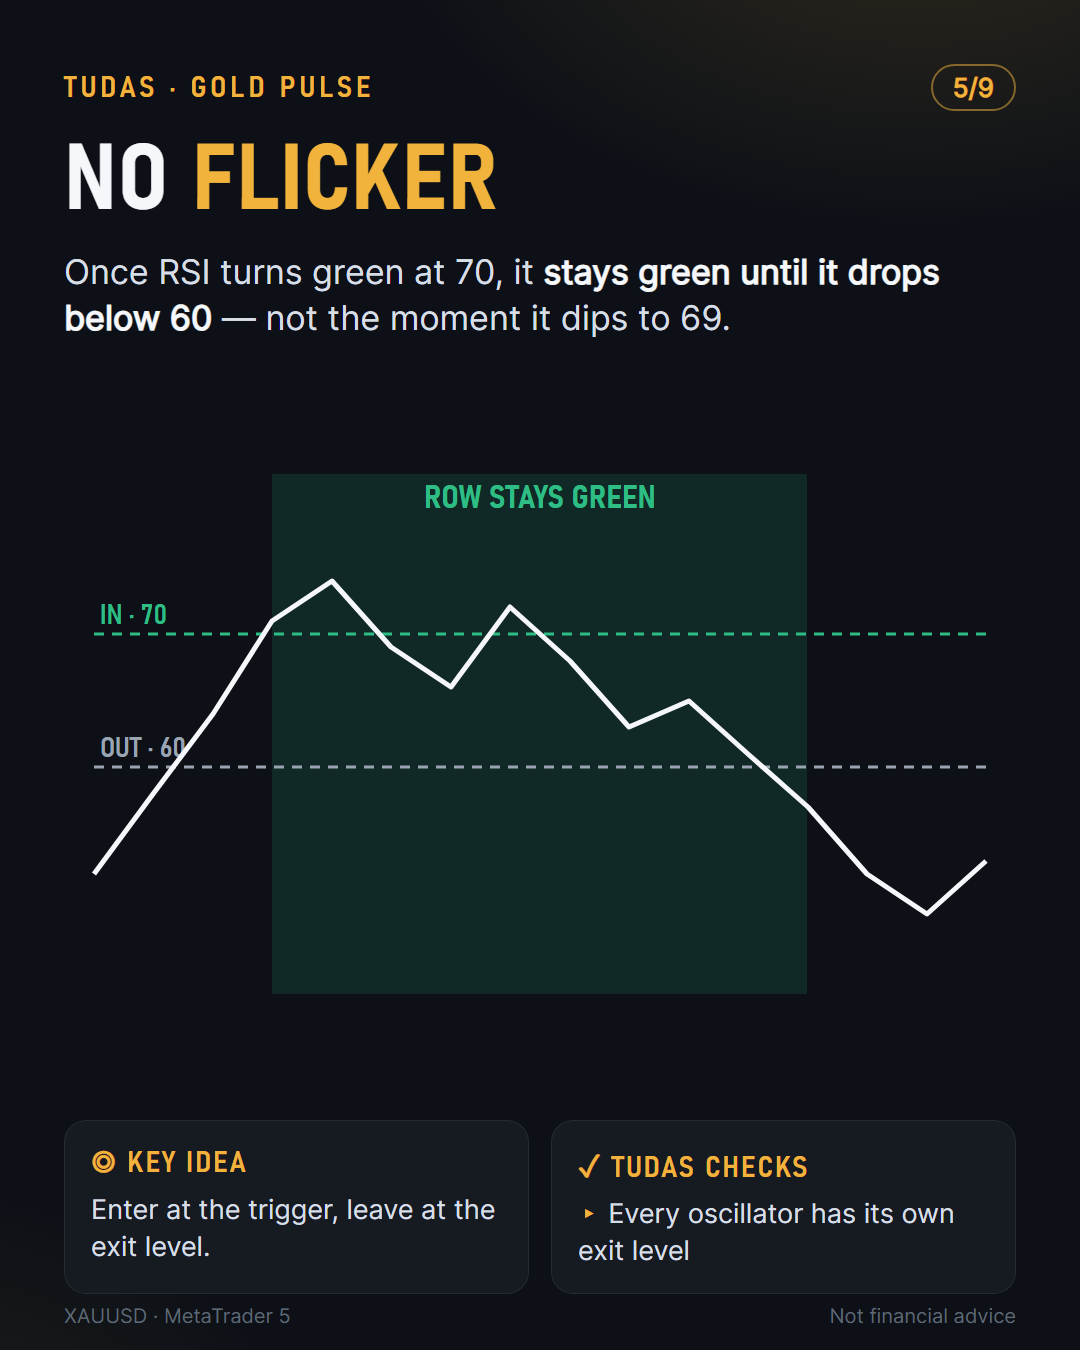 TUDAS · GOLD PULSE
5/9
NO FLICKER
Once RSI turns green at 70, it stays green until it drops
below 60 — not the moment it dips to 69.
ROW STAYS GREEN
IN · 70
OUT · 60
KEY IDEA
Enter at the trigger, leave at the
exit level.
✓ TUDAS CHECKS
▸ Every oscillator has its own
exit level
XAUUSD · MetaTrader 5
Not financial advice